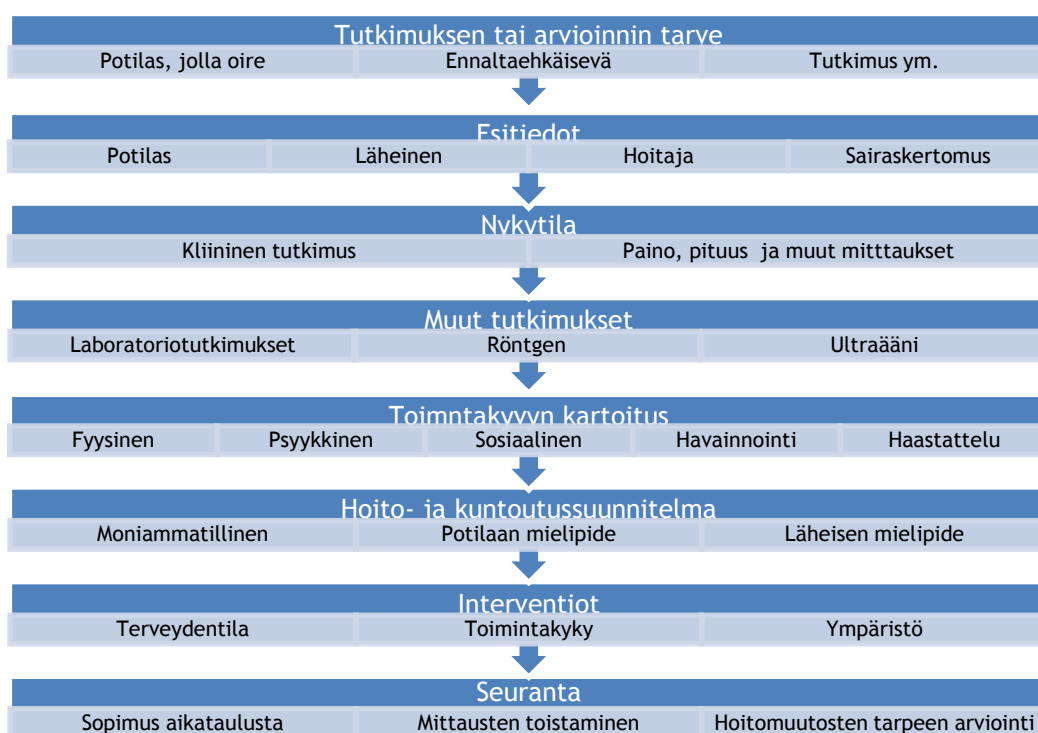 Tutkimuksen tai arvioinnin tarve
Potilas, jolla oire Ennaltaehkäisevä Tutkimus ym.
Esitiedot
Potilas Läheinen Hoitaja Sairaskertomus
Nykytila
Kliininen tutkimus Paino, pituus ja muut mitttaukset
Muut tutkimukset
Laboratoriotutkimukset Röntgen Ultraääni
Toimntakyvyn kartoitus
Fyysinen Psyykkinen Sosiaalinen Havainnointi Haastattelu
Hoito- ja kuntoutussuunnitelma
Moniammatillinen Potilaan mielipide Läheisen mielipide
Interventiot
Terveydentila Toimintakyky Ympäristö
Seuranta
Sopimus aikataulusta Mittausten toistaminen Hoitomuutosten tarpeen arviointi